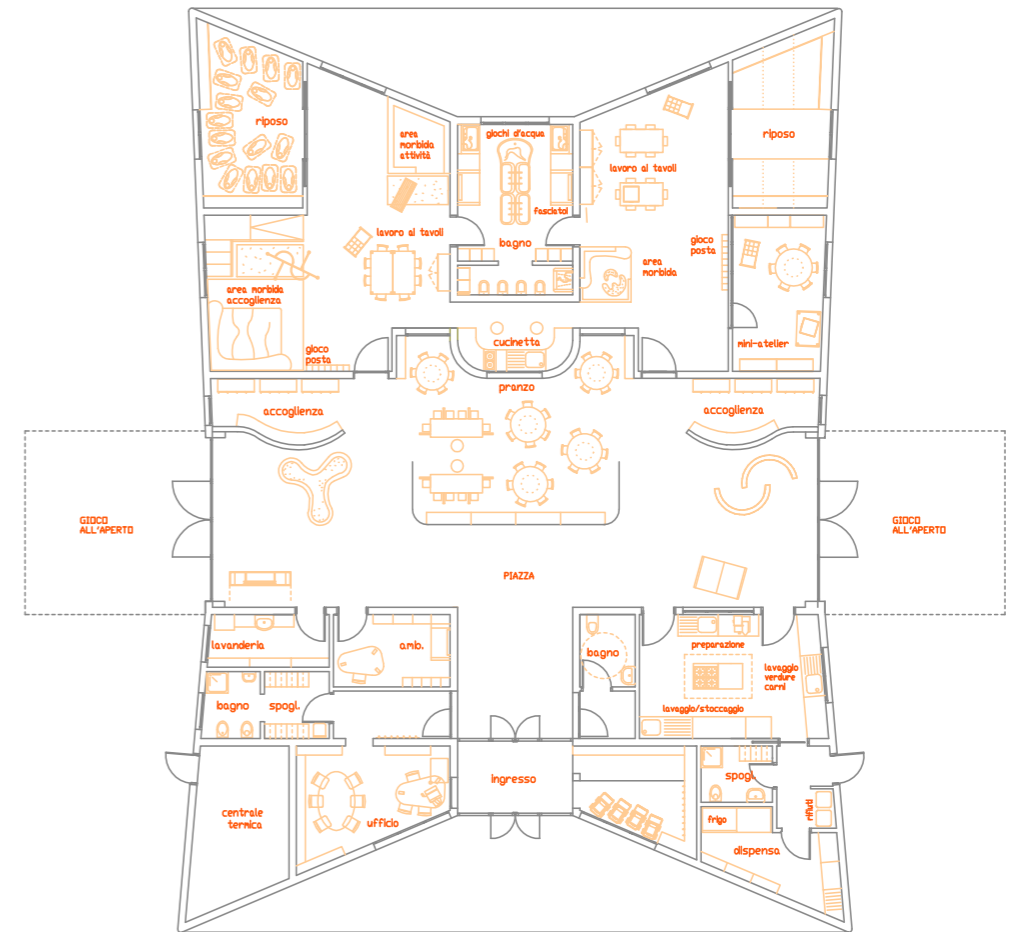 riposo
area
morbida
attività
giochi d'acqua
lavoro ai tavoli
riposo
fasciatoi
lavoro ai tavoli
bagno
gioco
posta
area
morbida
area morbida
accoglienza
gioco
posta
cucinetta
mini-atelier
pranzo
accoglienza
accoglienza
GIOCO
ALL'APERTO
GIOCO
ALL'APERTO
PIAZZA
lavanderia
amb.
bagno
preparazione
lavaggio
verdure
carni
bagno
spogl.
lavaggio/stoccaggio
ingresso
spogl.
centrale
termica
ufficio
frigo
rifiuti
dispensa